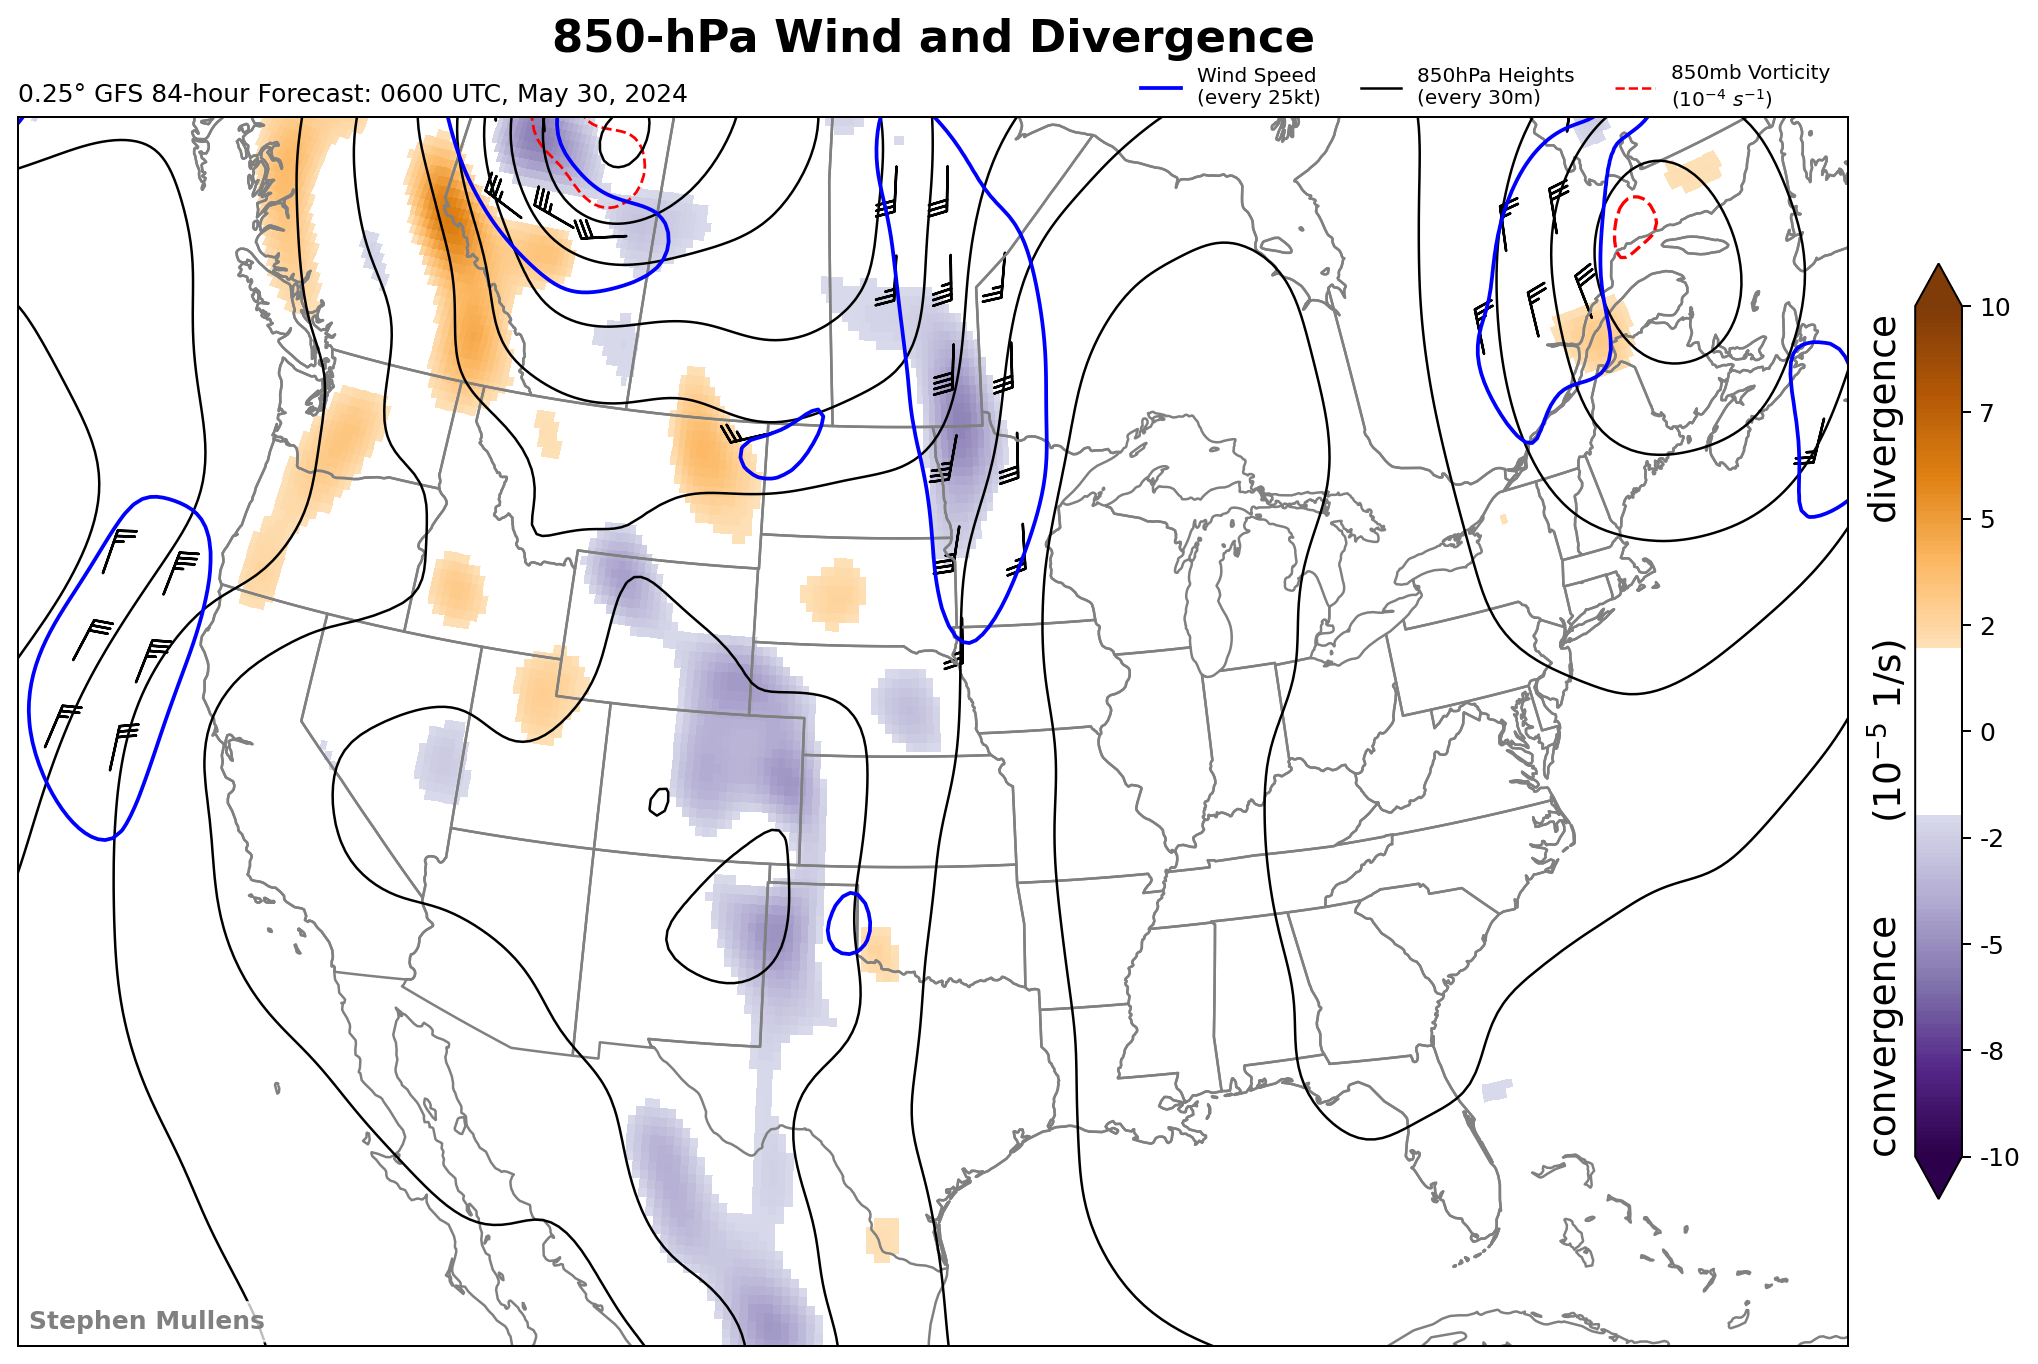 850-hPa Wind and Divergence
0.25° GFS 84-hour Forecast: 0600 UTC, May 30, 2024
Wind Speed
(every 25kt)
850hPa Heights
(every 30m)
850mb Vorticity
(10⁻⁴ s⁻¹)
10
7
5
2
0
-2
-5
-8
-10
convergence (10⁻⁵ 1/s) divergence
Stephen Mullens